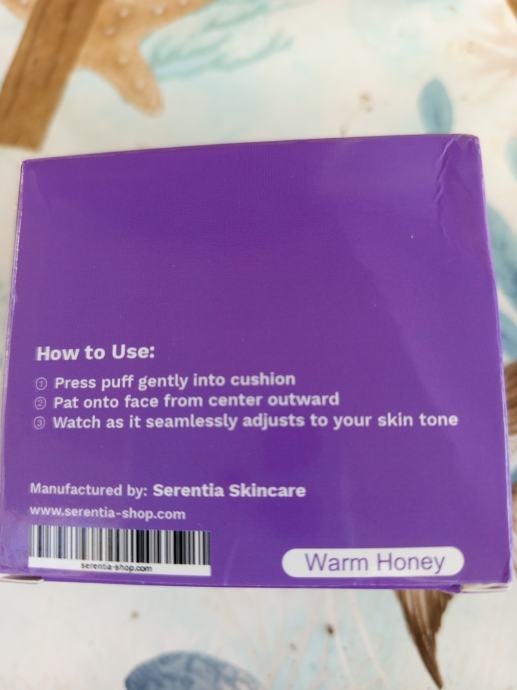 How to Use:
① Press puff gently into cushion
② Pat onto face from center outward
③ Watch as it seamlessly adjusts to your skin tone
Manufactured by: Serentia Skincare
www.serentia-shop.com
serentia-shop.com
Warm Honey